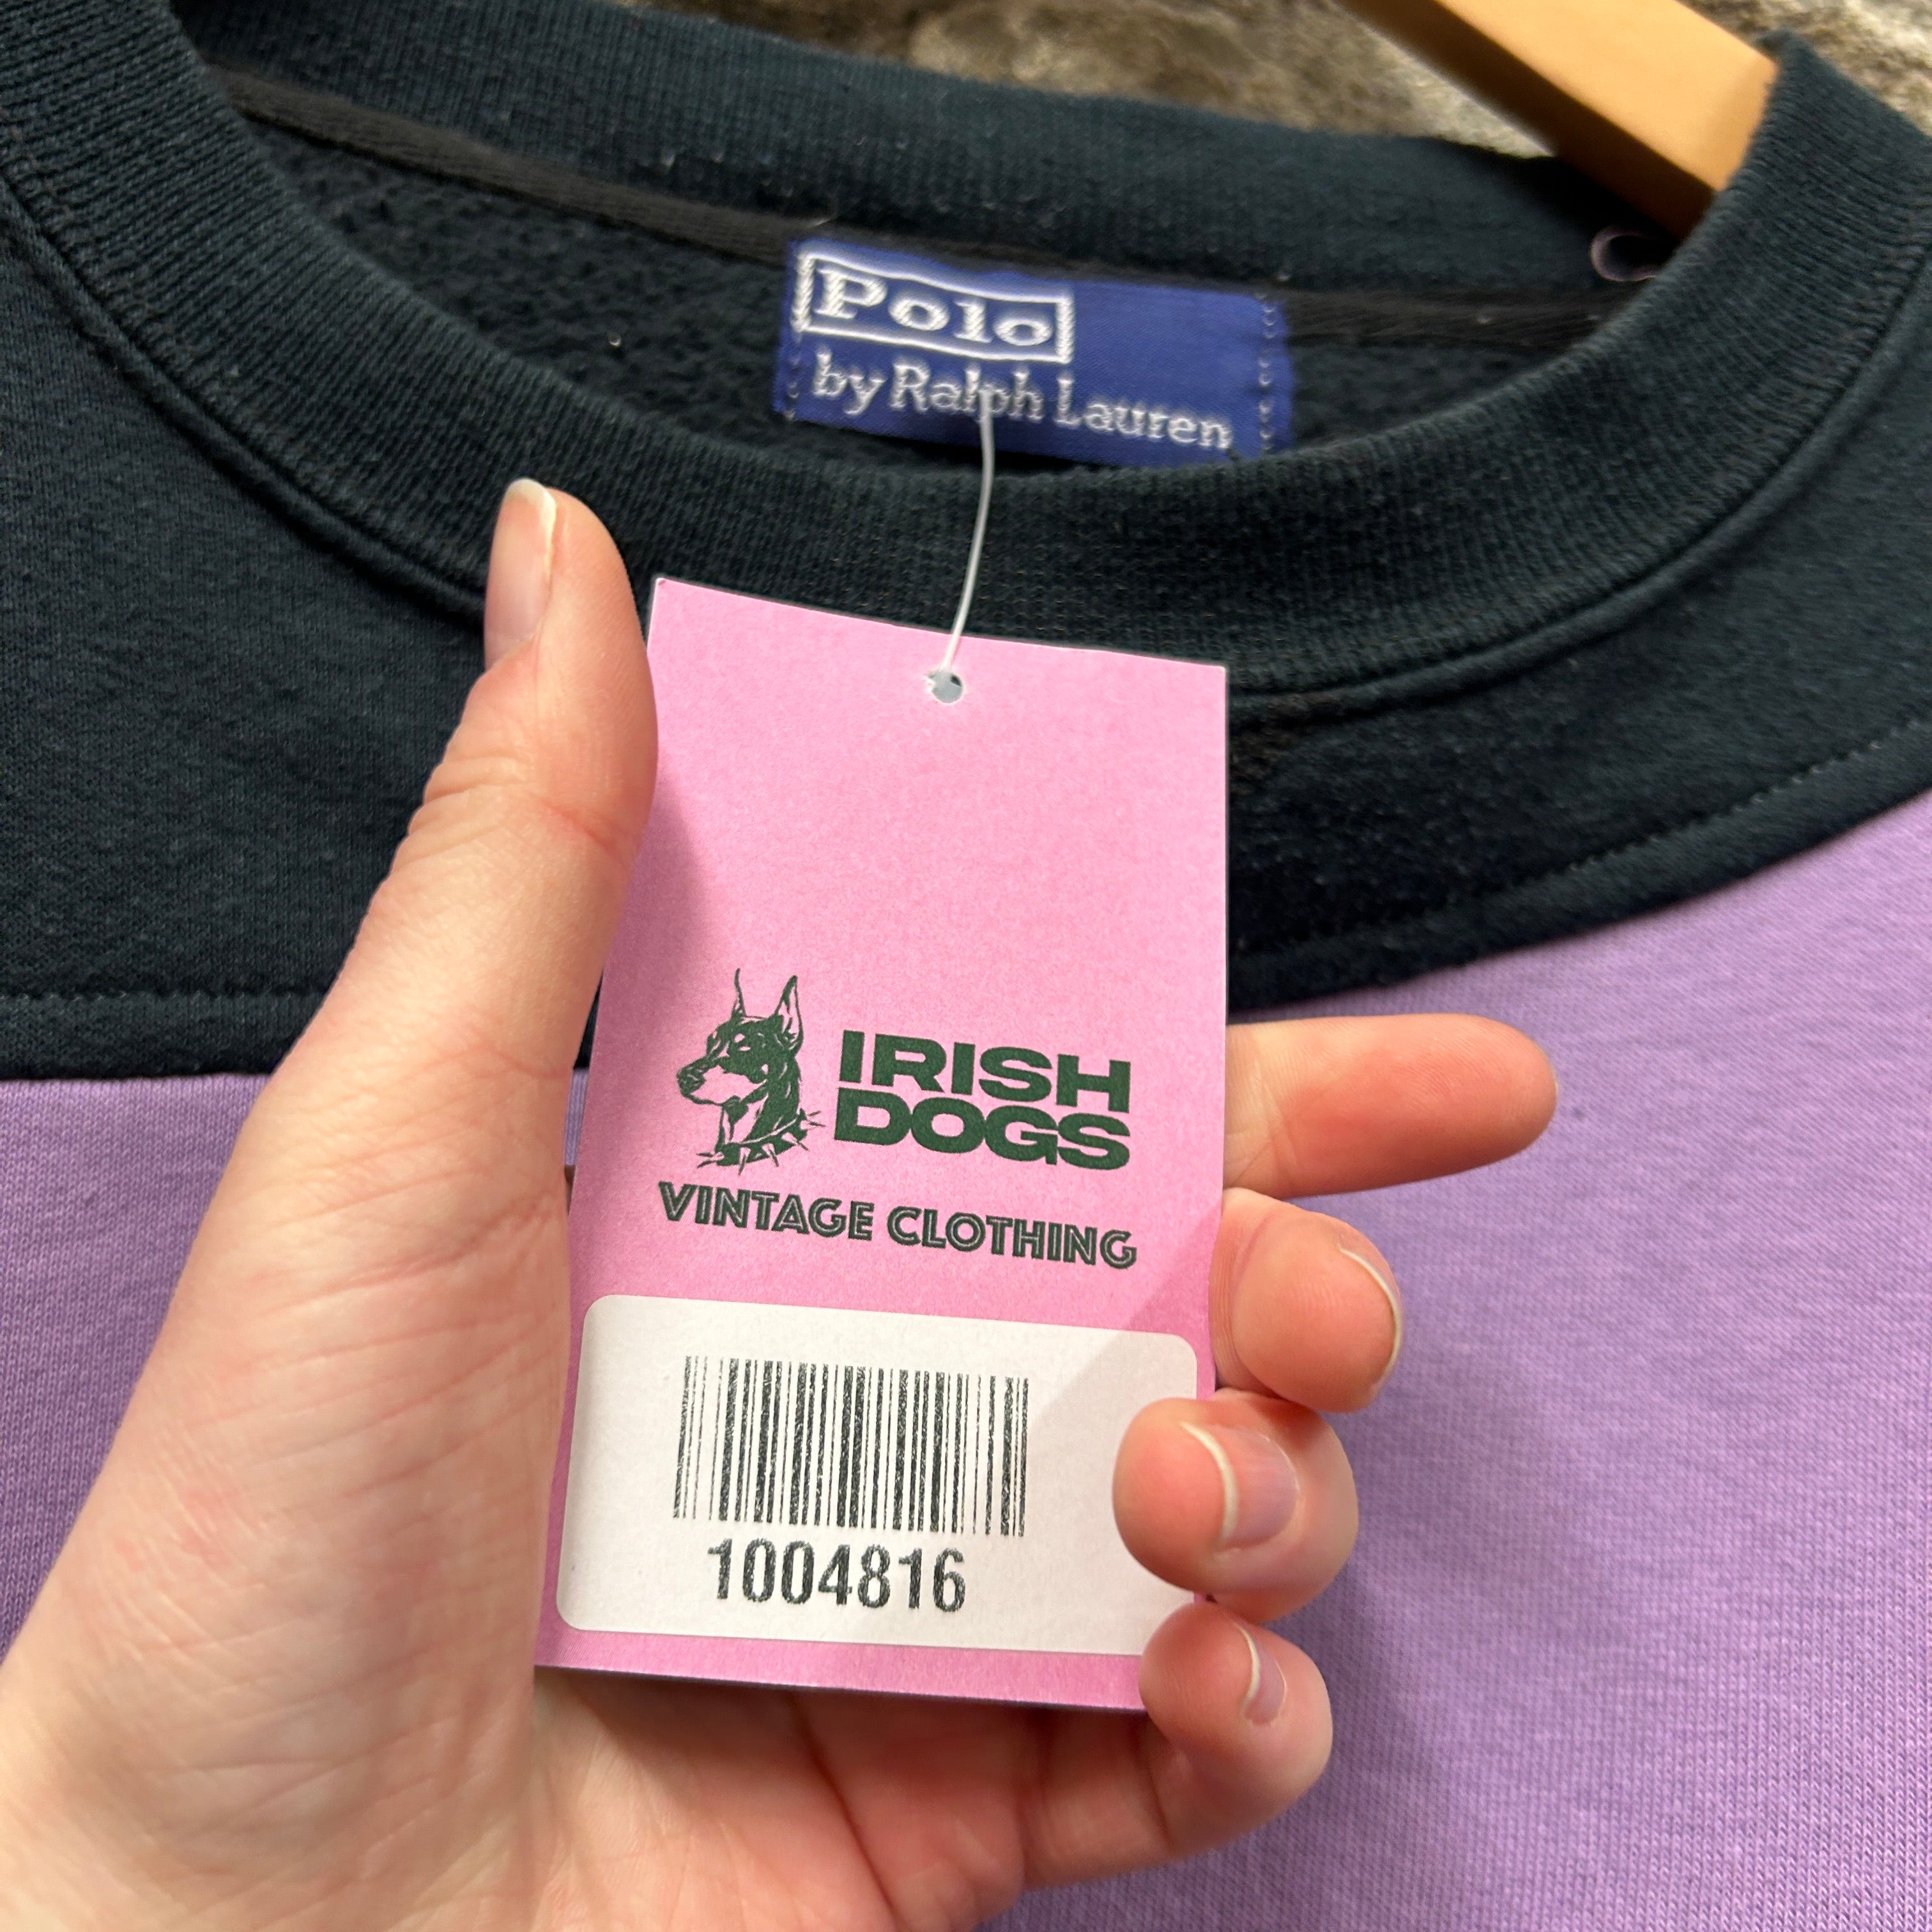 Polo
by Ralph Lauren
IRISH
DOGS
VINTAGE CLOTHING
1004816